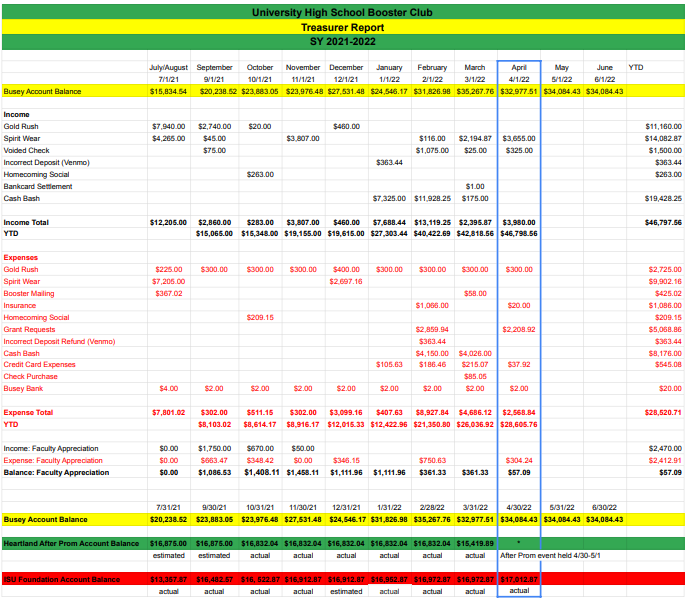 University High School Booster Club
Treasurer Report
SY 2021-2022
July/August September October November December January February March April May June YTD
7/1/21 9/1/21 10/1/21 11/1/21 12/1/21 1/1/22 2/1/22 3/1/22 4/1/22 5/1/22 6/1/22
Busey Account Balance $15,834.54 $20,238.52 $23,883.05 $23,976.48 $27,531.48 $24,546.17 $31,826.98 $35,267.76 $32,977.51 $34,084.43 $34,084.43
Income
Gold Rush $7,940.00 $2,740.00 $20.00 $460.00 $11,160.00
Spirit Wear $4,265.00 $45.00 $3,807.00 $116.00 $2,194.87 $3,655.00 $14,082.87
Voided Check $75.00 $1,075.00 $25.00 $325.00 $1,500.00
Incorrect Deposit (Venmo) $363.44 $363.44
Homecoming Social $263.00 $263.00
Bankcard Settlement $1.00
Cash Bash $7,325.00 $11,928.25 $175.00 $19,428.25
Income Total $12,205.00 $2,860.00 $283.00 $3,807.00 $460.00 $7,688.44 $13,119.25 $2,395.87 $3,980.00 $46,797.56
YTD $15,065.00 $15,348.00 $19,155.00 $19,615.00 $27,303.44 $40,422.69 $42,818.56 $46,798.56
Expenses
Gold Rush $225.00 $300.00 $300.00 $300.00 $400.00 $300.00 $300.00 $300.00 $300.00 $2,725.00
Spirit Wear $7,205.00 $2,697.16 $9,902.16
Booster Mailing $367.02 $58.00 $425.02
Insurance $1,066.00 $20.00 $1,086.00
Homecoming Social $209.15 $209.15
Grant Requests $2,859.94 $2,208.92 $5,068.86
Incorrect Deposit Refund (Venmo) $363.44 $363.44
Cash Bash $4,150.00 $4,026.00 $8,176.00
Credit Card Expenses $105.63 $186.46 $215.07 $37.92 $545.08
Check Purchase $85.05
Busey Bank $4.00 $2.00 $2.00 $2.00 $2.00 $2.00 $2.00 $2.00 $2.00 $20.00
Expense Total $7,801.02 $302.00 $511.15 $302.00 $3,099.16 $407.63 $8,927.84 $4,686.12 $2,568.84 $28,520.71
YTD $8,103.02 $8,614.17 $8,916.17 $12,015.33 $12,422.96 $21,350.80 $26,036.92 $28,605.76
Income: Faculty Appreciation $0.00 $1,750.00 $670.00 $50.00 $2,470.00
Expense: Faculty Appreciation $0.00 $663.47 $348.42 $0.00 $346.15 $750.63 $304.24 $2,412.91
Balance: Faculty Appreciation $0.00 $1,086.53 $1,408.11 $1,458.11 $1,111.96 $1,111.96 $361.33 $361.33 $57.09 $57.09
7/31/21 9/30/21 10/31/21 11/30/21 12/31/21 1/31/22 2/28/22 3/31/22 4/30/22 5/31/22 6/30/22
Busey Account Balance $20,238.52 $23,883.05 $23,976.48 $27,531.48 $24,546.17 $31,826.98 $35,267.76 $32,977.51 $34,084.43 $34,084.43 $34,084.43
Heartland After Prom Account Balance $16,875.00 $16,875.00 $16,832.04 $16,832.04 $16,832.04 $16,832.04 $16,832.04 $15,419.89 *
estimated estimated actual actual actual actual actual actual After Prom event held 4/30-5/1
ISU Foundation Account Balance $16,912.87 $16,912.87 $16,952.87 $16,972.87 $16,972.87 $17,012.87
actual actual actual actual estimated actual actual actual actual